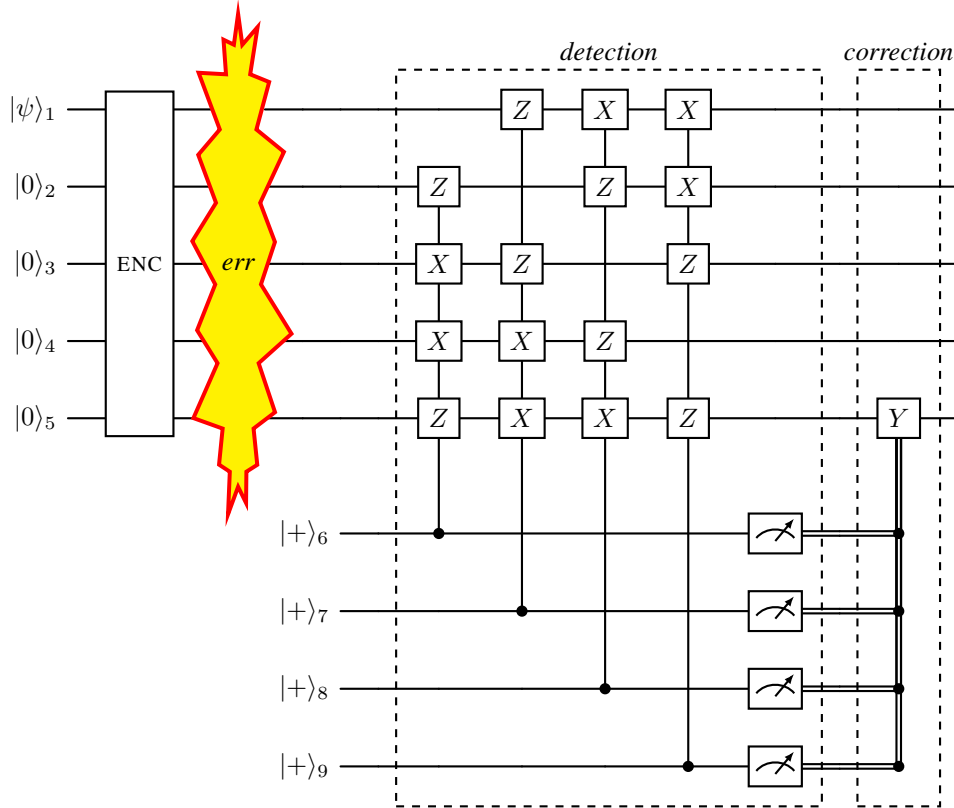 detection correction
|ψ⟩1 Z X X
|0⟩2 Z Z X
|0⟩3 ENC err X Z Z
|0⟩4 X X Z
|0⟩5 Z X X Z Y
|+⟩6
|+⟩7
|+⟩8
|+⟩9